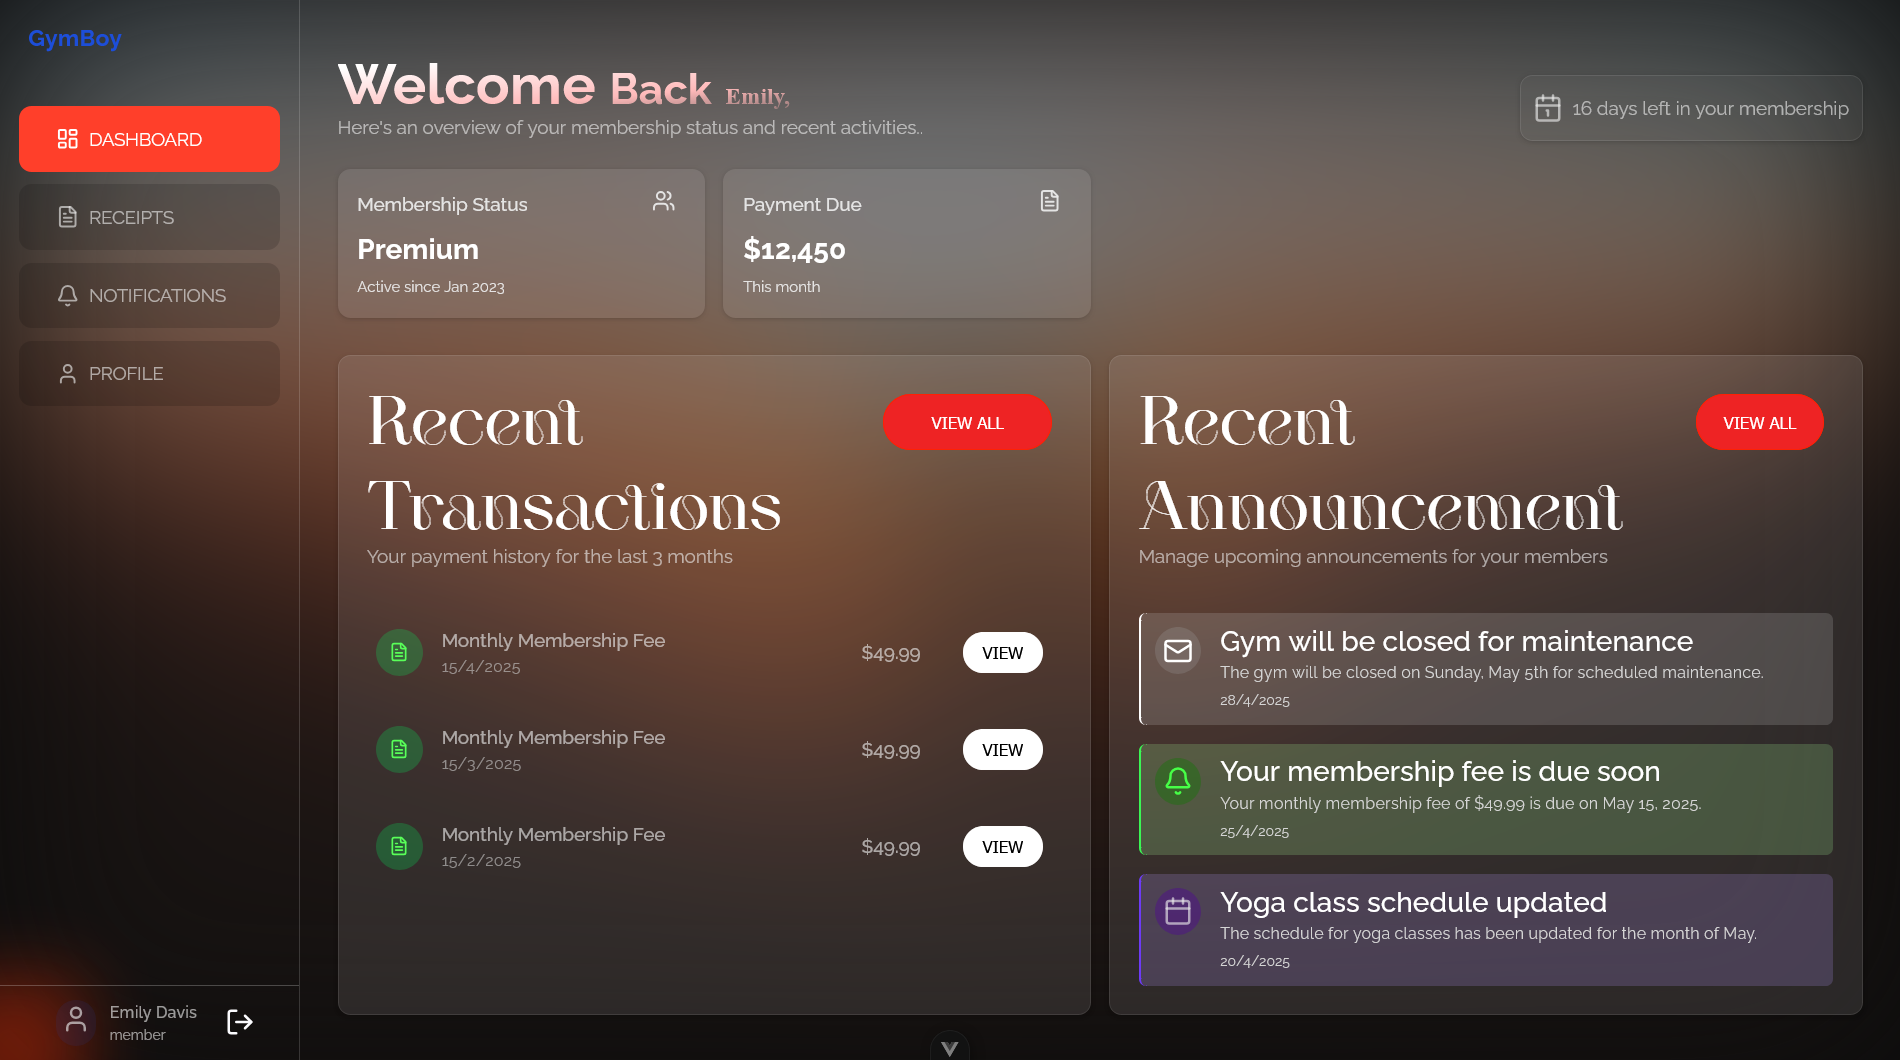 GymBoy
DASHBOARD
RECEIPTS
NOTIFICATIONS
PROFILE
Emily Davis
member
Welcome Back Emily,
Here's an overview of your membership status and recent activities..
16 days left in your membership
Membership Status
Premium
Active since Jan 2023
Payment Due
$12,450
This month
Recent
Transactions
VIEW ALL
Your payment history for the last 3 months
Monthly Membership Fee
15/4/2025
$49.99
VIEW
Monthly Membership Fee
15/3/2025
$49.99
VIEW
Monthly Membership Fee
15/2/2025
$49.99
VIEW
Recent
Announcement
VIEW ALL
Manage upcoming announcements for your members
Gym will be closed for maintenance
The gym will be closed on Sunday, May 5th for scheduled maintenance.
28/4/2025
Your membership fee is due soon
Your monthly membership fee of $49.99 is due on May 15, 2025.
25/4/2025
Yoga class schedule updated
The schedule for yoga classes has been updated for the month of May.
20/4/2025